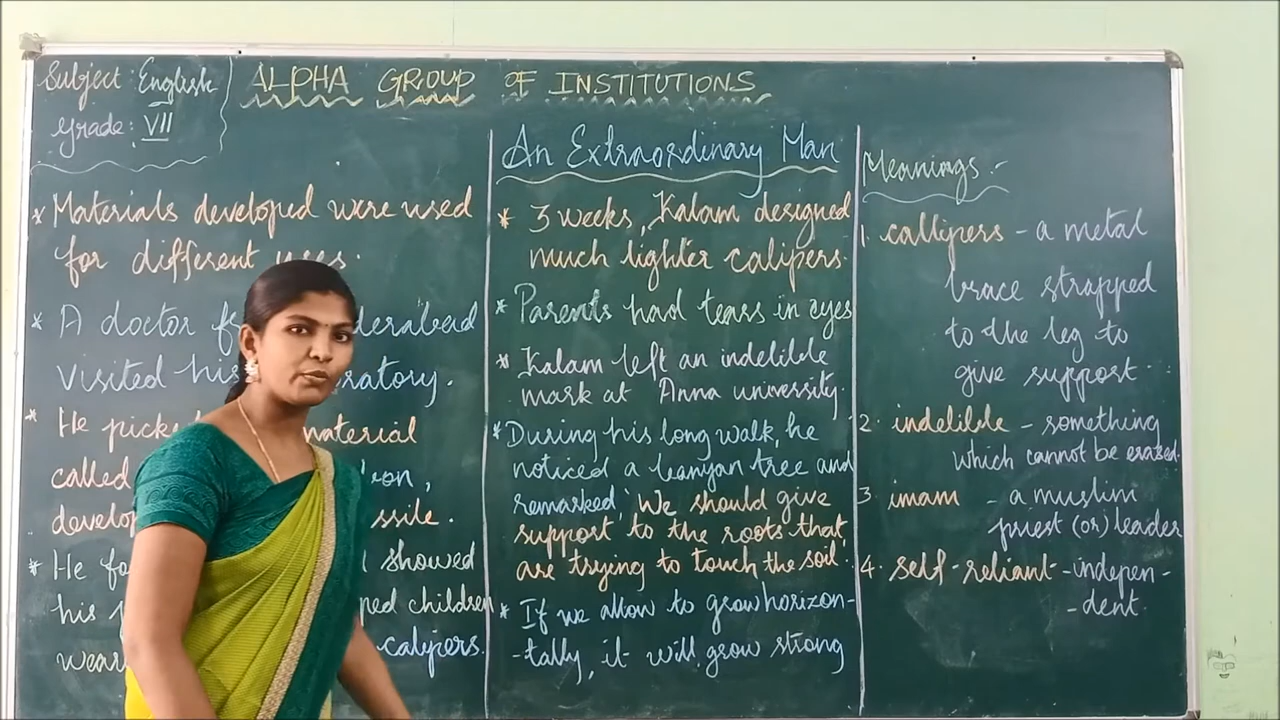 Subject: English
Grade: VII
ALPHA GROUP OF INSTITUTIONS
* Materials developed were used
for different uses.
* A doctor erabad
visited his ratory.
* He picked material
called on,
develop ssile.
* He showed
his ped children
wear calipers.
An Extraordinary Man
* 3 weeks, Kalam designed
much lighter calipers.
* Parents had tears in eyes
* Kalam left an indelible
mark at Anna university.
* During his long walk, he
noticed a banyan tree and
remarked, 'We should give
support to the roots that
are trying to touch the soil.
* If we allow to grow horizon-
-tally, it will grow strong
Meanings :-
1. callipers - a metal
brace strapped
to the leg to
give support.
2. indelible - something
which cannot be erased.
3. imam - a muslim
priest (or) leader
4. self-reliant - indepen-
-dent.